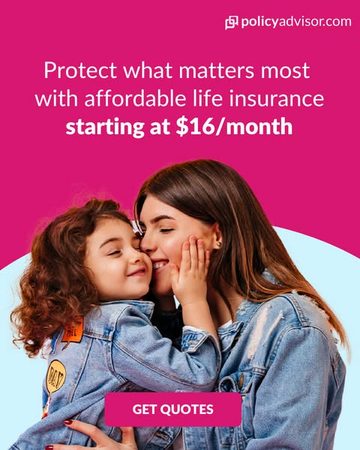 policyadvisor.com
Protect what matters most
with affordable life insurance
starting at $16/month
GET QUOTES